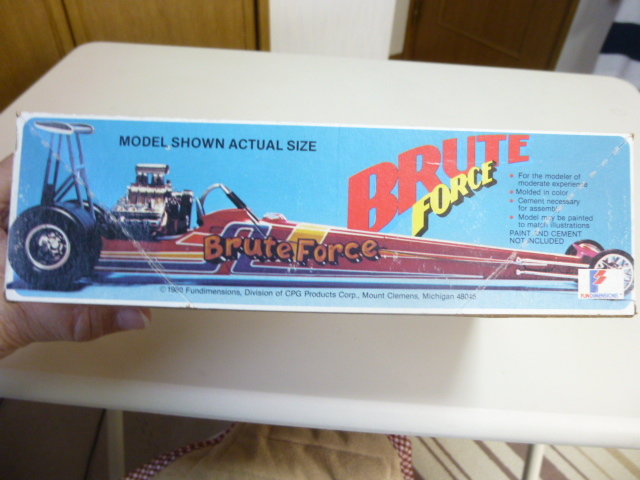 MODEL SHOWN ACTUAL SIZE
BRUTE
FORCE
• For the modeler of
moderate experience
• Molded in color
• Cement necessary
for assembly
• Model may be painted
to match illustrations
PAINT AND CEMENT
NOT INCLUDED
Brute Force
© 1980 Fundimensions, Division of CPG Products Corp., Mount Clemens, Michigan 48045
FUNDIMENSIONS